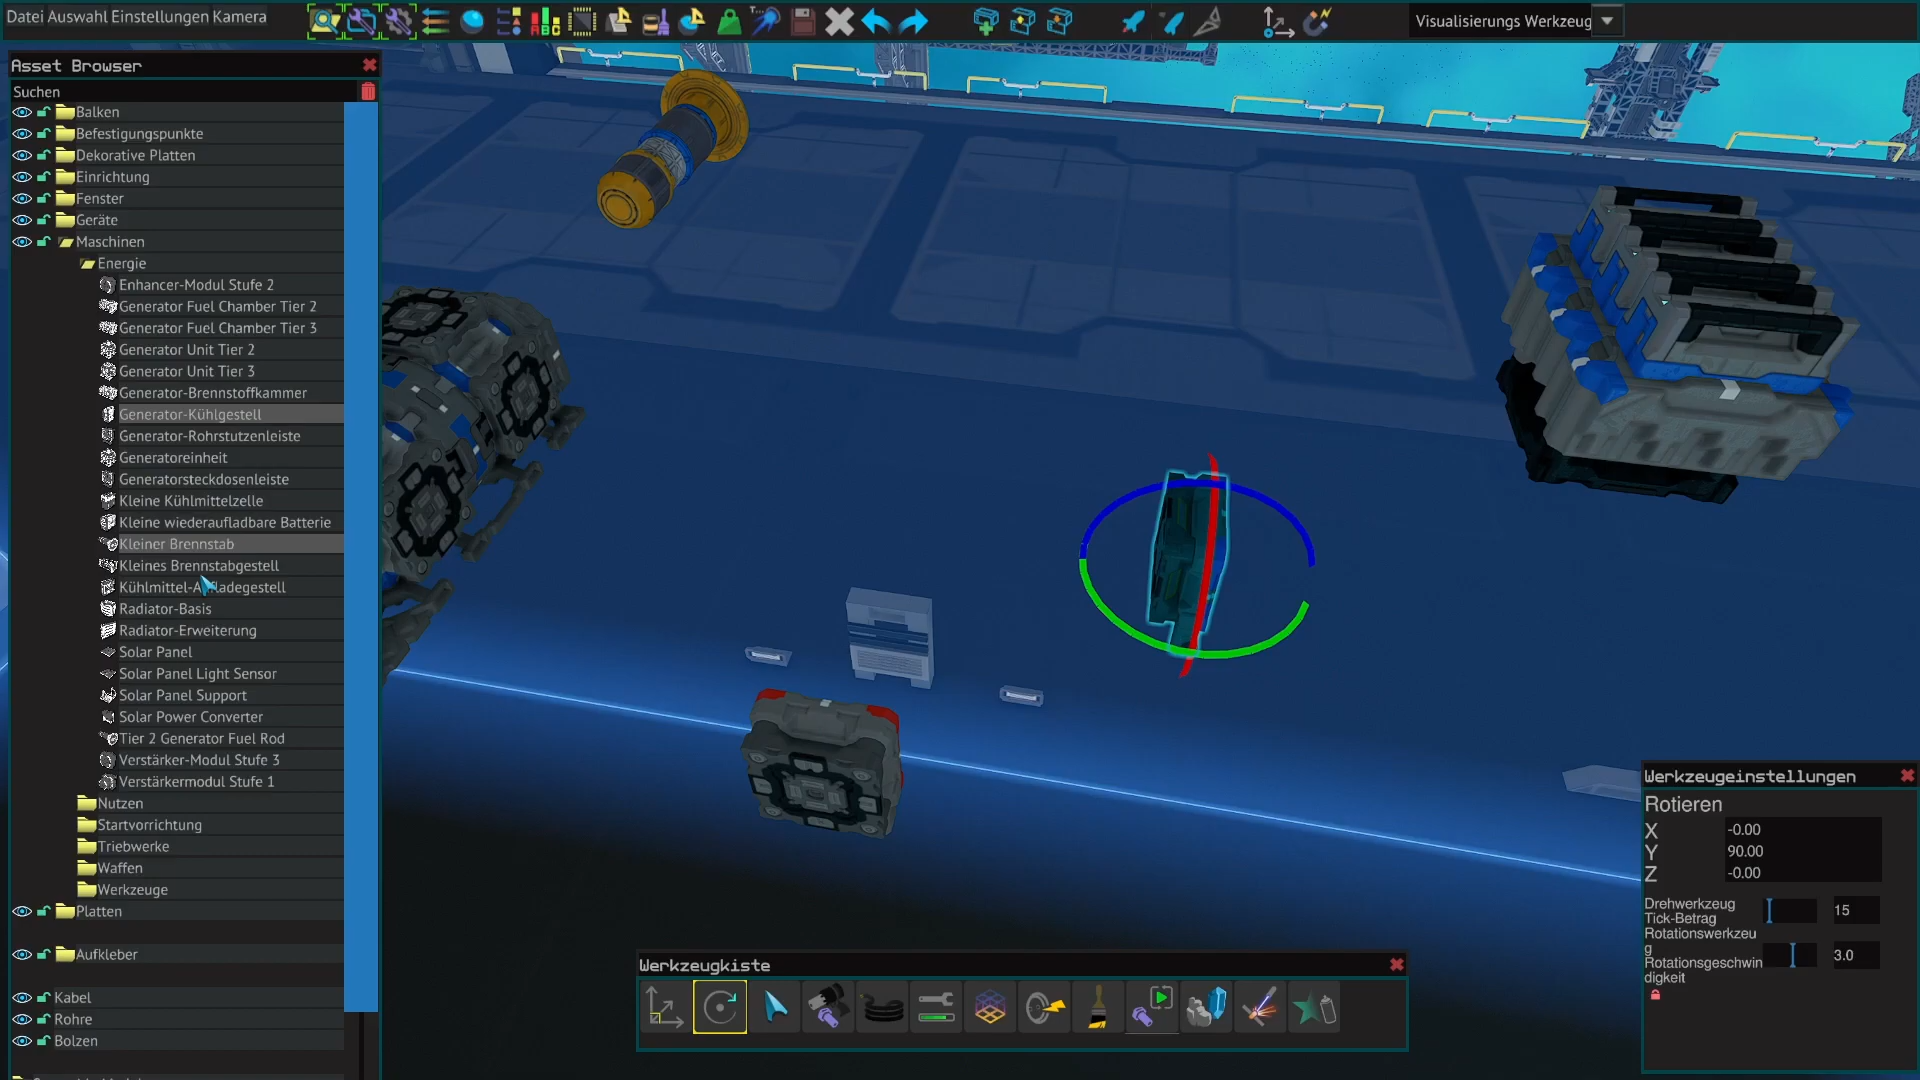 Datei Auswahl Einstellungen Kamera
Visualisierungs Werkzeug
Asset Browser
Suchen
Balken
Befestigungspunkte
Dekorative Platten
Einrichtung
Fenster
Geräte
Maschinen
Energie
Enhancer-Modul Stufe 2
Generator Fuel Chamber Tier 2
Generator Fuel Chamber Tier 3
Generator Unit Tier 2
Generator Unit Tier 3
Generator-Brennstoffkammer
Generator-Kühlgestell
Generator-Rohrstutzenleiste
Generatoreinheit
Generatorsteckdosenleiste
Kleine Kühlmittelzelle
Kleine wiederaufladbare Batterie
Kleiner Brennstab
Kleines Brennstabgestell
Kühlmittel-Aufladegestell
Radiator-Basis
Radiator-Erweiterung
Solar Panel
Solar Panel Light Sensor
Solar Panel Support
Solar Power Converter
Tier 2 Generator Fuel Rod
Verstärker-Modul Stufe 3
Verstärkermodul Stufe 1
Nutzen
Startvorrichtung
Triebwerke
Waffen
Werkzeuge
Platten
Aufkleber
Kabel
Rohre
Bolzen
Werkzeugkiste
Werkzeugeinstellungen
Rotieren
X -0.00
Y 90.00
Z -0.00
Drehwerkzeug
Tick-Betrag 15
Rotationswerkzeu
g
Rotationsgeschwin 3.0
digkeit